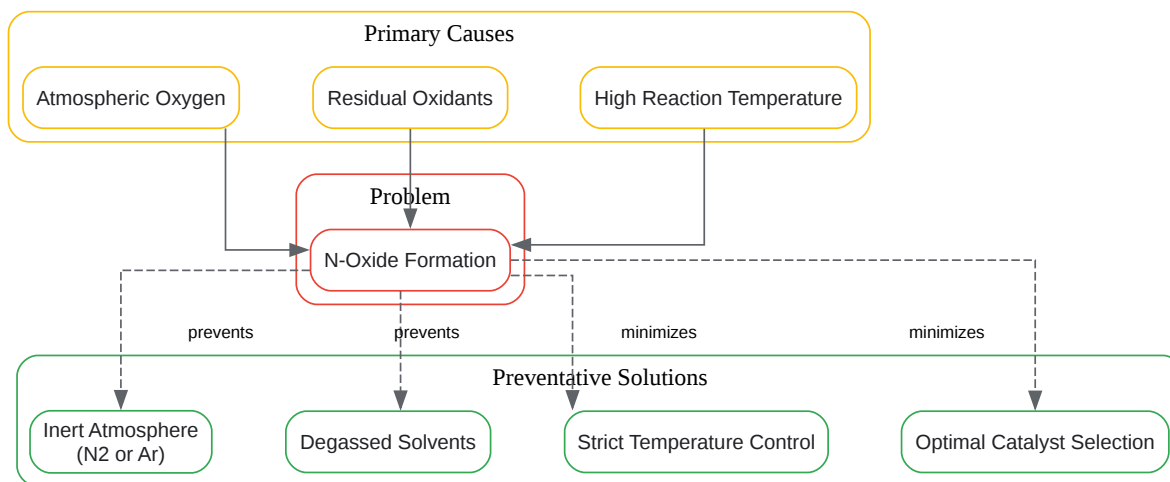 Primary Causes
Atmospheric Oxygen
Residual Oxidants
High Reaction Temperature
Problem
N-Oxide Formation
prevents
prevents
minimizes
minimizes
Preventative Solutions
Inert Atmosphere
(N2 or Ar)
Degassed Solvents
Strict Temperature Control
Optimal Catalyst Selection